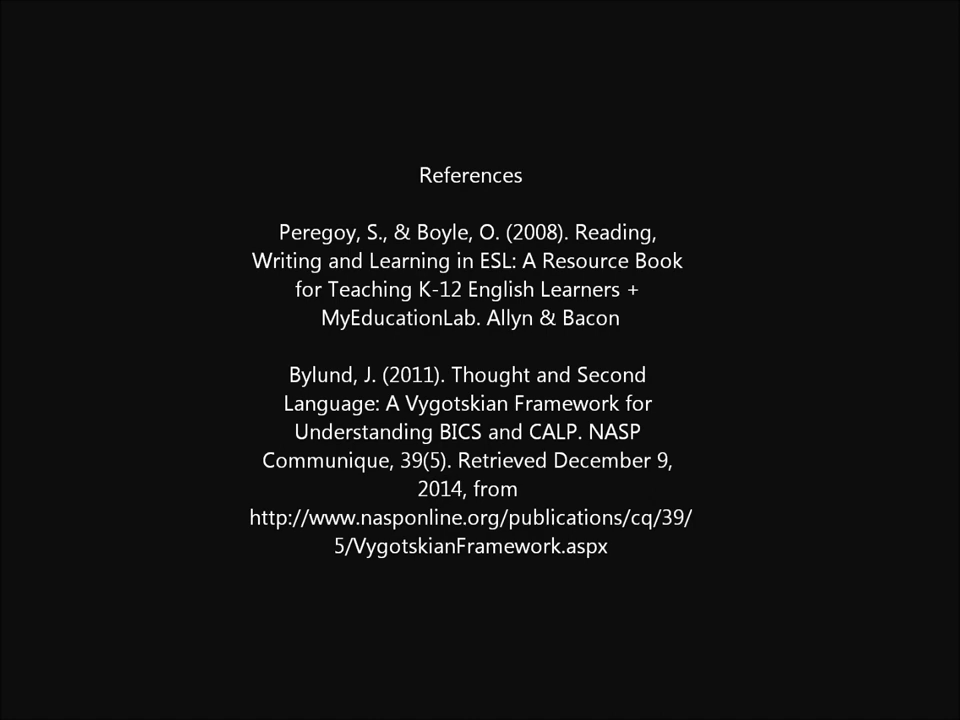 References
Peregoy, S., & Boyle, O. (2008). Reading,
Writing and Learning in ESL: A Resource Book
for Teaching K-12 English Learners +
MyEducationLab. Allyn & Bacon
Bylund, J. (2011). Thought and Second
Language: A Vygotskian Framework for
Understanding BICS and CALP. NASP
Communique, 39(5). Retrieved December 9,
2014, from
http://www.nasponline.org/publications/cq/39/
5/VygotskianFramework.aspx